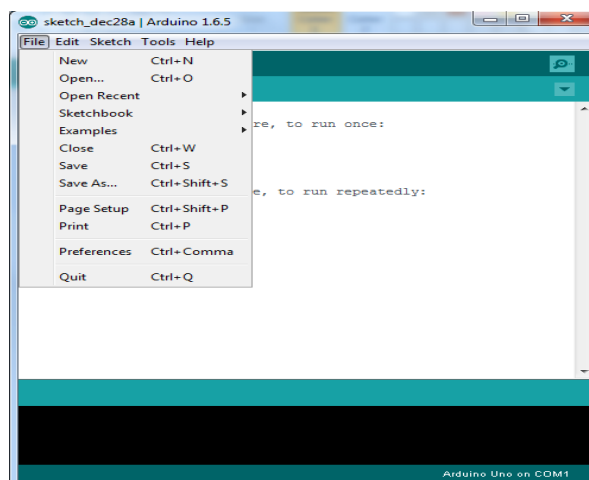 sketch_dec28a | Arduino 1.6.5
File Edit Sketch Tools Help
New Ctrl+N
Open... Ctrl+O
Open Recent
Sketchbook
Examples
Close Ctrl+W
Save Ctrl+S
Save As... Ctrl+Shift+S
Page Setup Ctrl+Shift+P
Print Ctrl+P
Preferences Ctrl+Comma
Quit Ctrl+Q
re, to run once:
e, to run repeatedly:
Arduino Uno on COM1